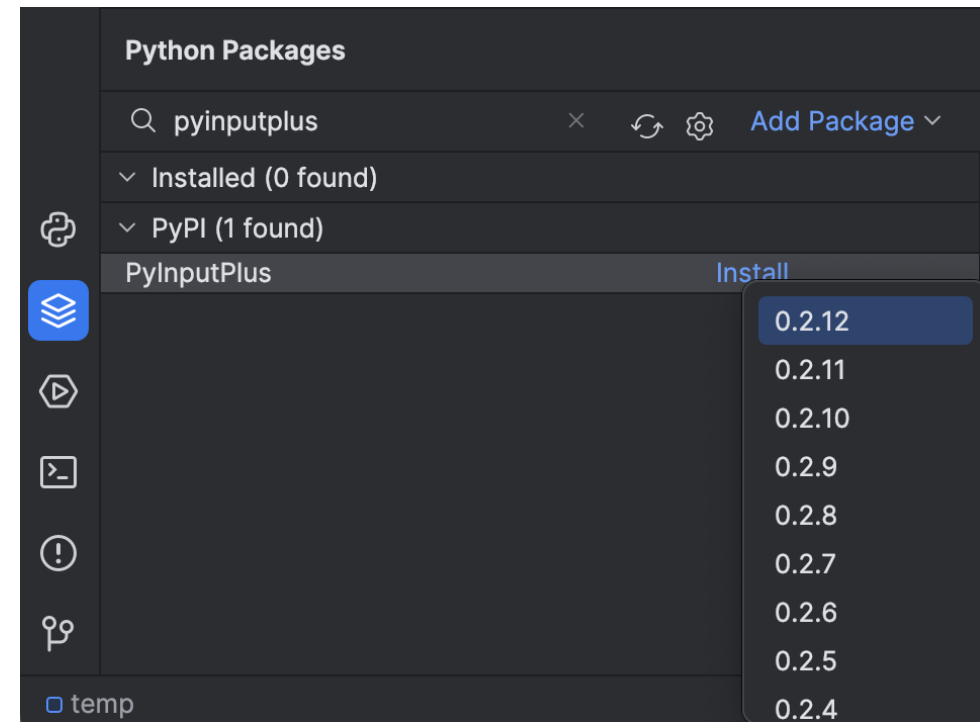 Python Packages
pyinputplus
Add Package
Installed (0 found)
PyPI (1 found)
PyInputPlus Install
0.2.12
0.2.11
0.2.10
0.2.9
0.2.8
0.2.7
0.2.6
0.2.5
0.2.4
temp